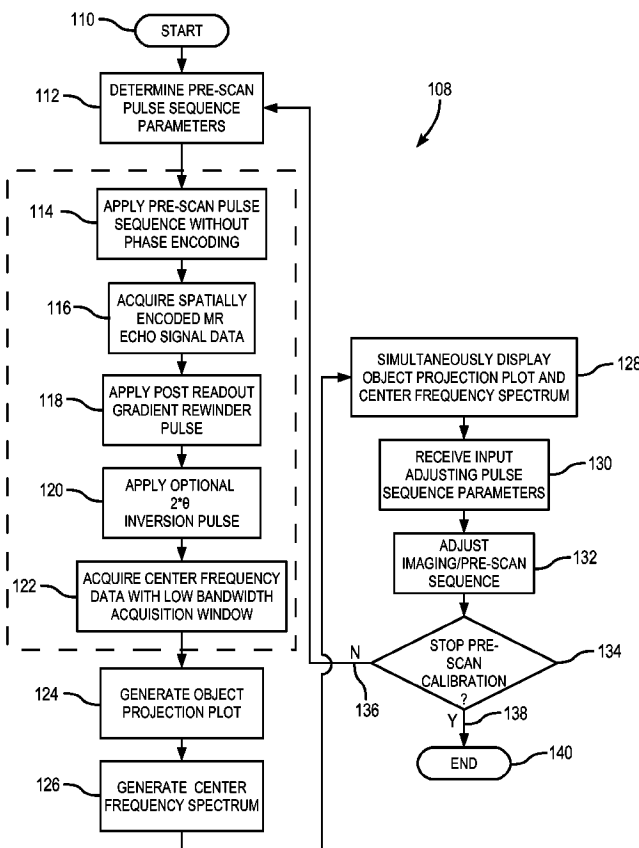 110
START
112
DETERMINE PRE-SCAN
PULSE SEQUENCE
PARAMETERS
108
114
APPLY PRE-SCAN PULSE
SEQUENCE WITHOUT
PHASE ENCODING
116
ACQUIRE SPATIALLY
ENCODED MR
ECHO SIGNAL DATA
118
APPLY POST READOUT
GRADIENT REWINDER
PULSE
120
APPLY OPTIONAL
2*θ
INVERSION PULSE
122
ACQUIRE CENTER FREQUENCY
DATA WITH LOW BANDWIDTH
ACQUISITION WINDOW
124
GENERATE OBJECT
PROJECTION PLOT
126
GENERATE CENTER
FREQUENCY SPECTRUM
SIMULTANEOUSLY DISPLAY
OBJECT PROJECTION PLOT AND
CENTER FREQUENCY SPECTRUM
128
RECEIVE INPUT
ADJUSTING PULSE
SEQUENCE PARAMETERS
130
ADJUST
IMAGING/PRE-SCAN
SEQUENCE
132
STOP PRE-
SCAN
CALIBRATION
?
134
N
136
Y
138
END
140